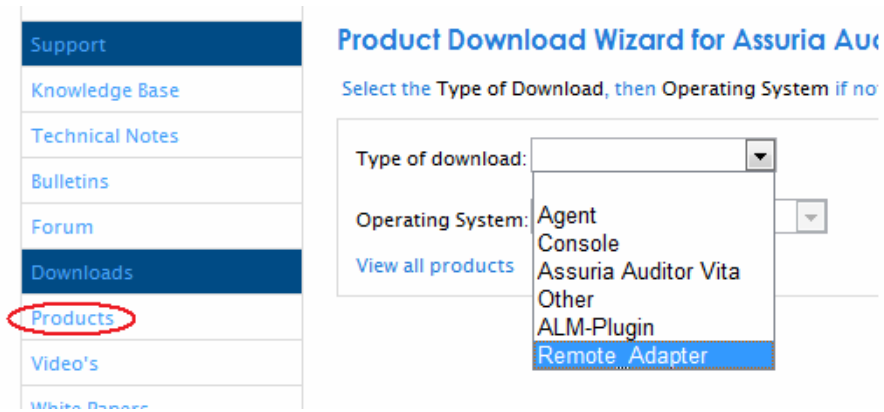 Support
Knowledge Base
Technical Notes
Bulletins
Forum
Downloads
Products
Video's
White Papers
Product Download Wizard for Assuria
Select the Type of Download, then Operating System if
Type of download:
Operating System:
View all products
Agent
Console
Assuria Auditor Vita
Other
ALM-Plugin
Remote_Adapter